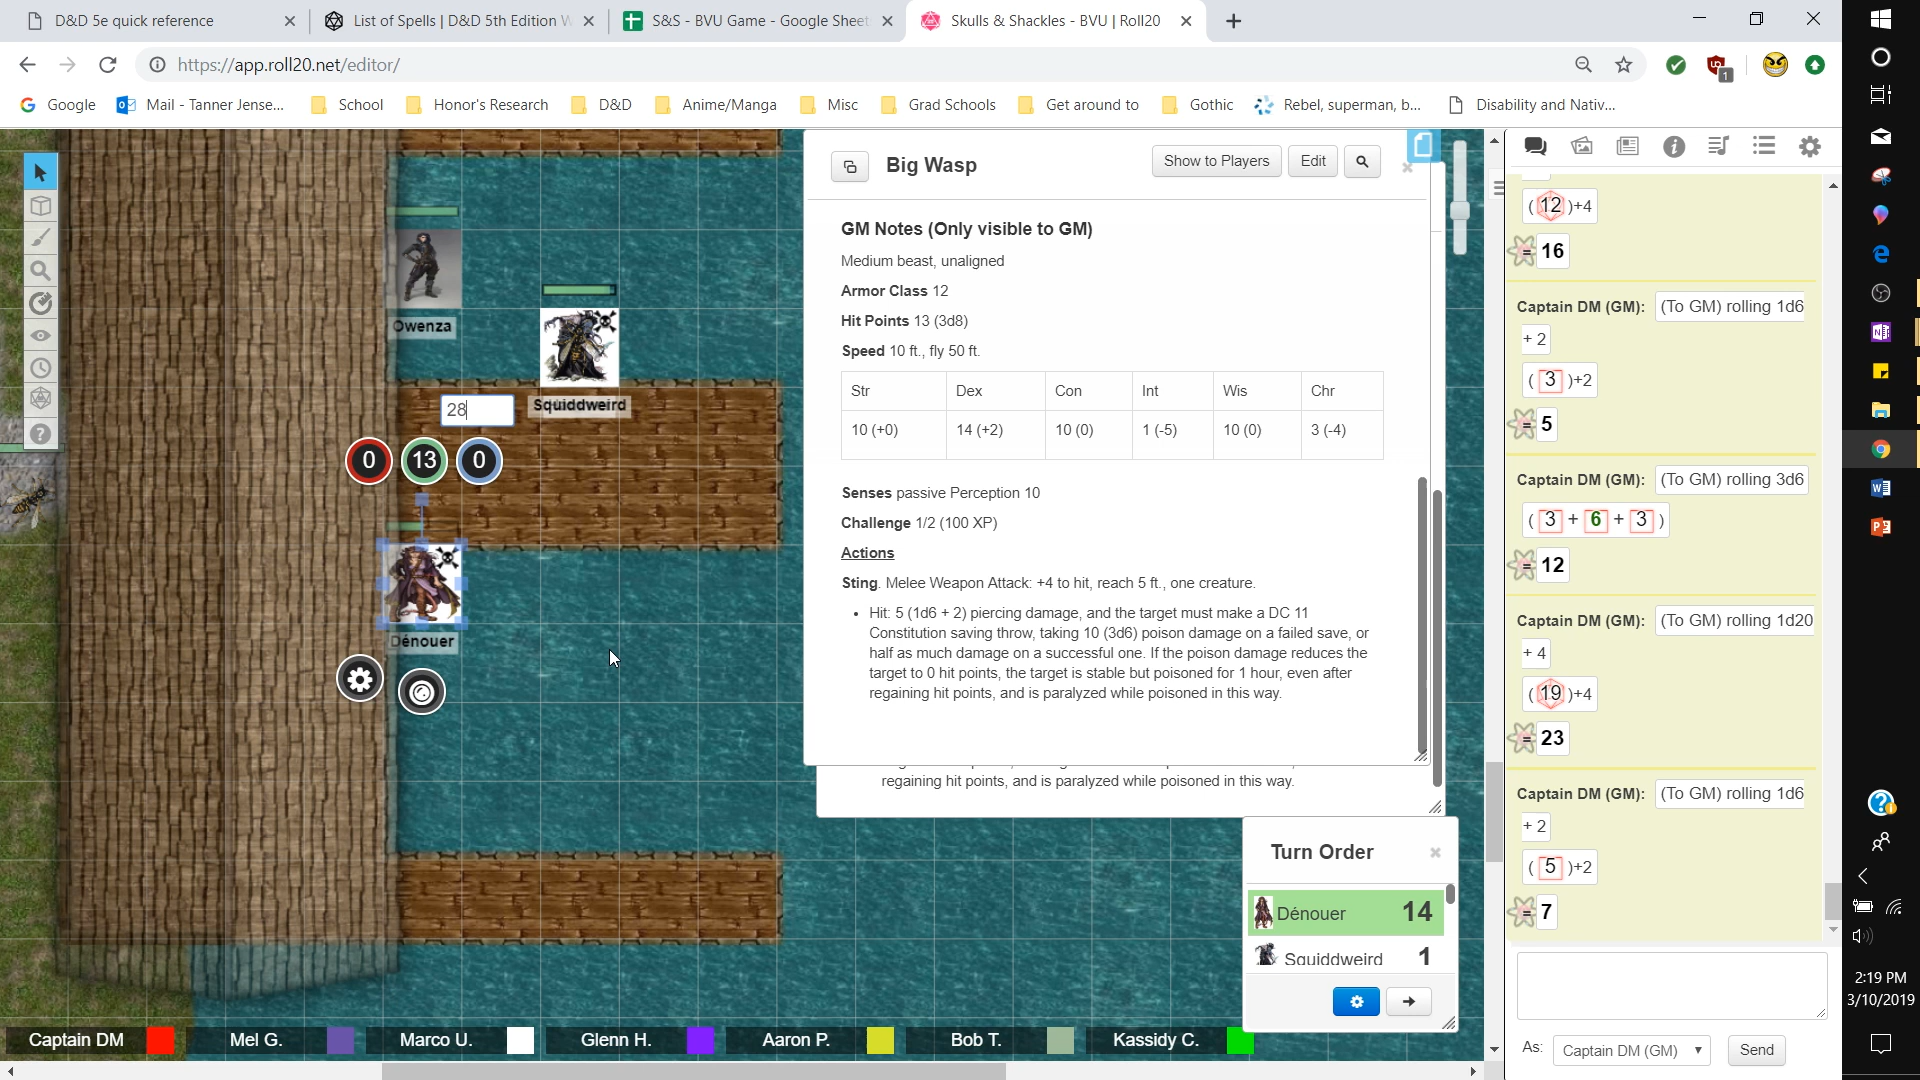 D&D 5e quick reference
List of Spells | D&D 5th Edition W
S&S - BVU Game - Google Sheet
Skulls & Shackles - BVU | Roll20
https://app.roll20.net/editor/
1
Google
Mail - Tanner Jense...
School
Honor's Research
D&D
Anime/Manga
Misc
Grad Schools
Get around to
Gothic
Rebel, superman, b...
Disability and Nativ...
Owenza
Squiddweird
28
0
13
0
Dénouer
Big Wasp
Show to Players
Edit
GM Notes (Only visible to GM)
Medium beast, unaligned
Armor Class 12
Hit Points 13 (3d8)
Speed 10 ft., fly 50 ft.
Str Dex Con Int Wis Chr
10 (+0) 14 (+2) 10 (0) 1 (-5) 10 (0) 3 (-4)
Senses passive Perception 10
Challenge 1/2 (100 XP)
Actions
Sting. Melee Weapon Attack: +4 to hit, reach 5 ft., one creature.
• Hit: 5 (1d6 + 2) piercing damage, and the target must make a DC 11
Constitution saving throw, taking 10 (3d6) poison damage on a failed save, or
half as much damage on a successful one. If the poison damage reduces the
target to 0 hit points, the target is stable but poisoned for 1 hour, even after
regaining hit points, and is paralyzed while poisoned in this way.
regaining hit points, and is paralyzed while poisoned in this way.
Turn Order
Dénouer 14
Squiddweird 1
(12)+4
= 16
Captain DM (GM): (To GM) rolling 1d6
+ 2
(3)+2
= 5
Captain DM (GM): (To GM) rolling 3d6
(3 + 6 + 3)
= 12
Captain DM (GM): (To GM) rolling 1d20
+ 4
(19)+4
= 23
Captain DM (GM): (To GM) rolling 1d6
+ 2
(5)+2
= 7
As: Captain DM (GM)
Send
Captain DM
Mel G.
Marco U.
Glenn H.
Aaron P.
Bob T.
Kassidy C.
2:19 PM
3/10/2019